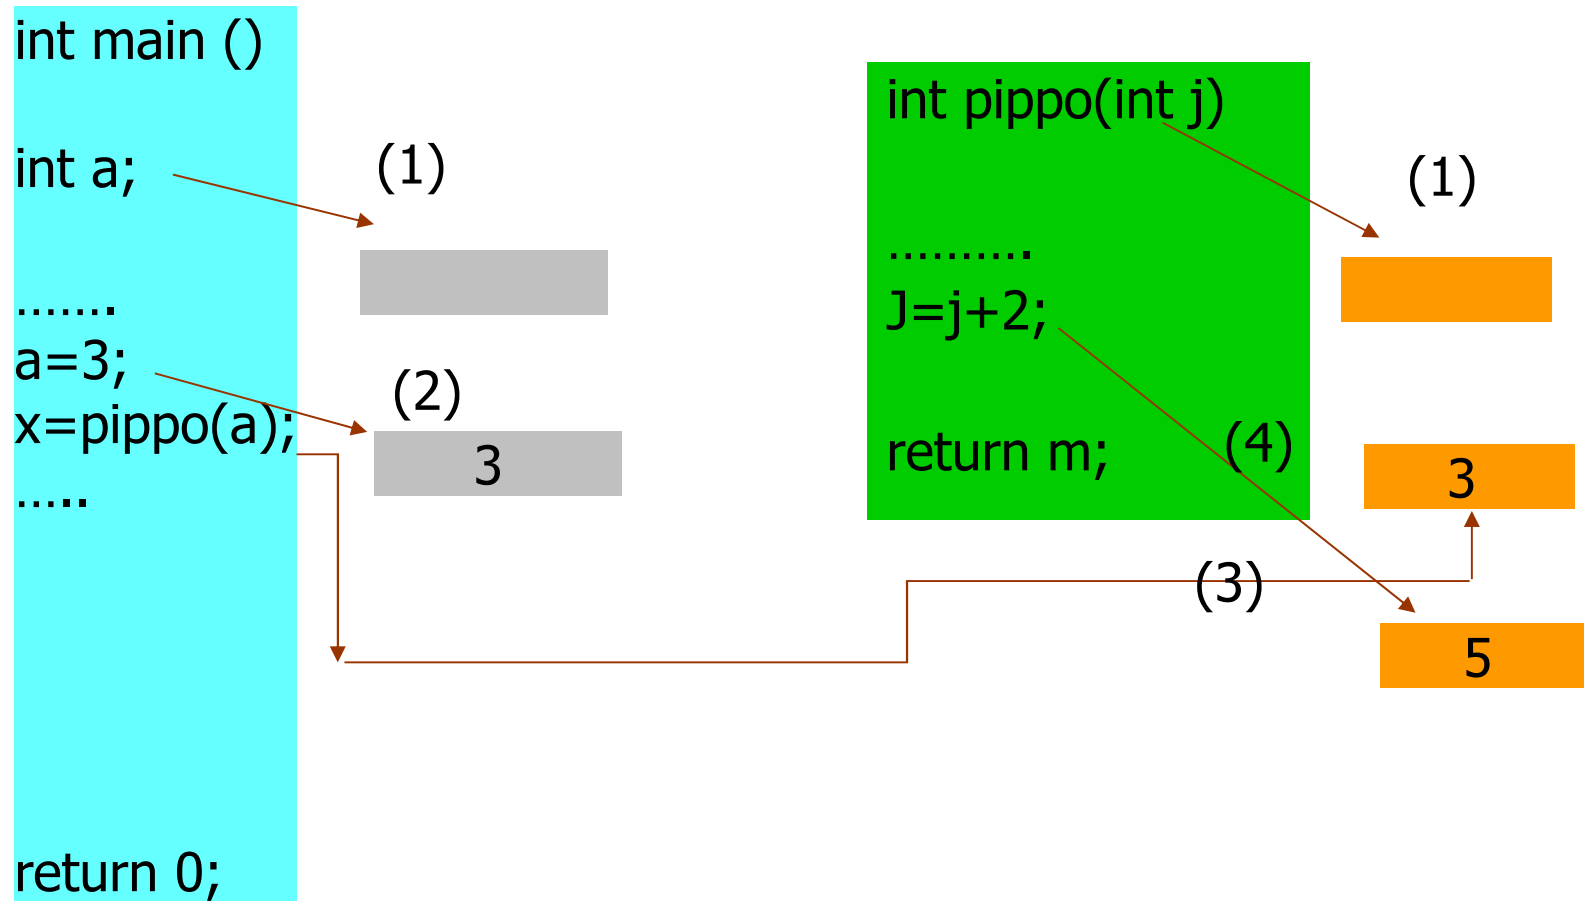 int main ()
int a;
…….
a=3;
x=pippo(a);
…..
return 0;
(1)
(2)
3
int pippo(int j)
……….
J=j+2;
return m;
(1)
(4)
3
(3)
5